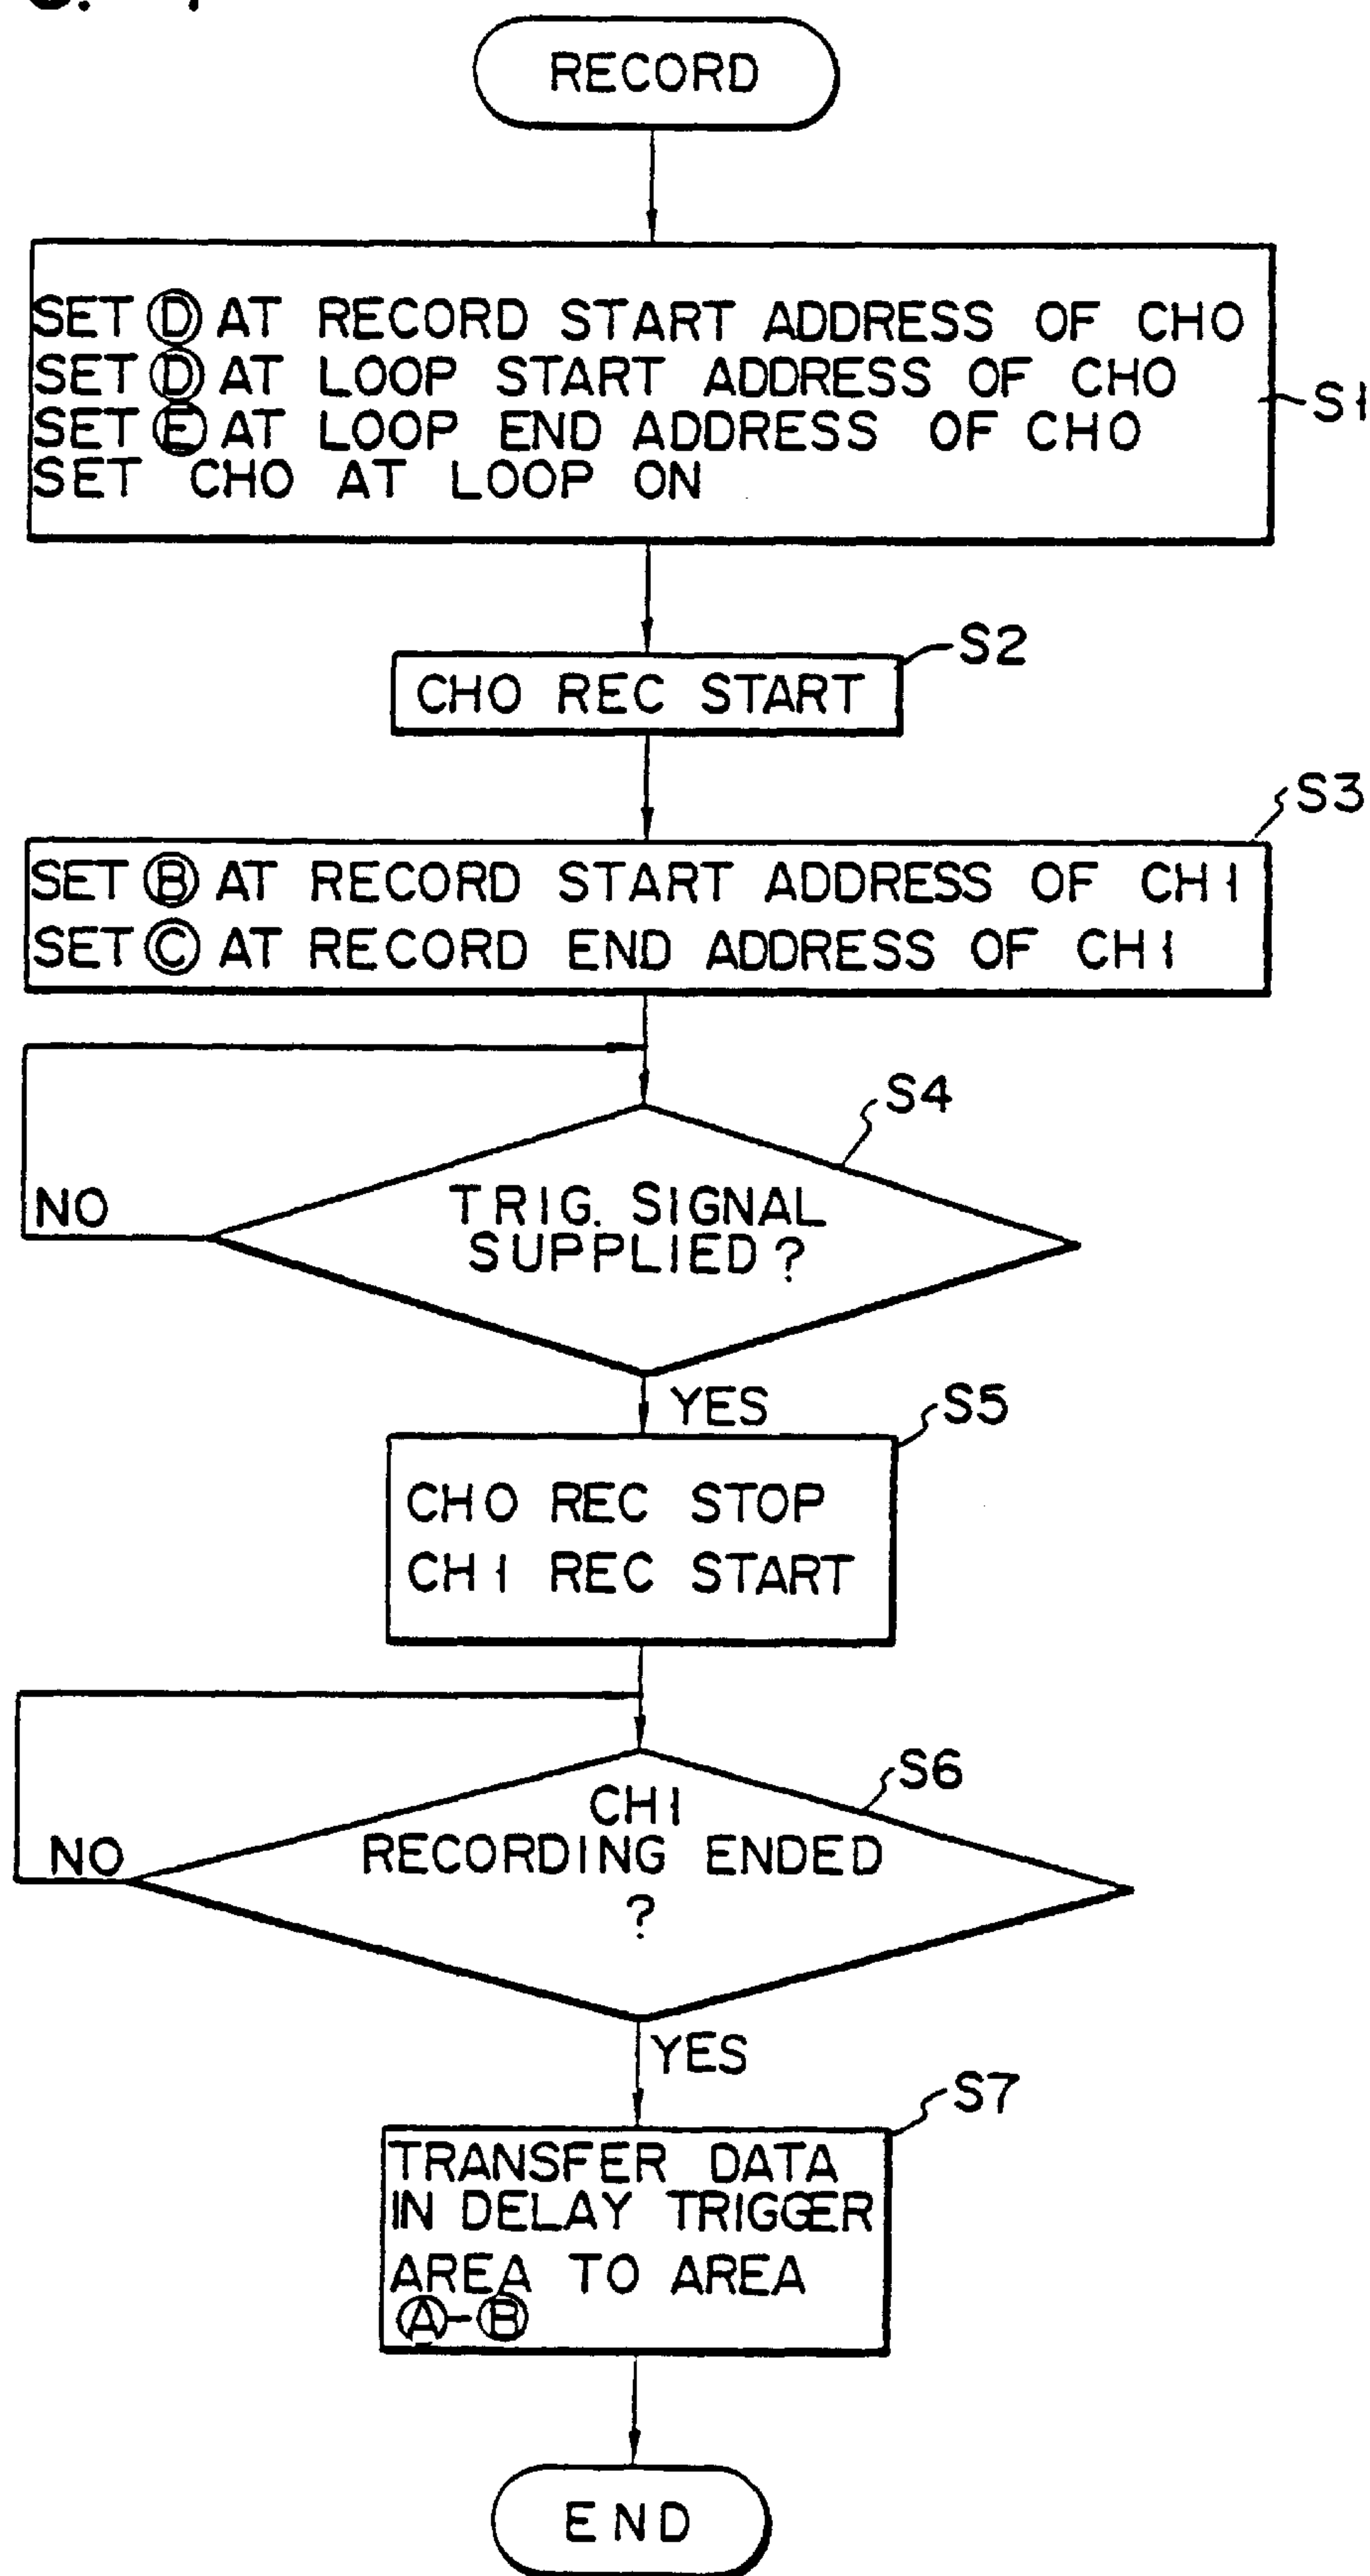 RECORD
SET Ⓓ AT RECORD START ADDRESS OF CH0
SET Ⓓ AT LOOP START ADDRESS OF CH0
SET Ⓔ AT LOOP END ADDRESS OF CH0
SET CH0 AT LOOP ON
S1
S2
CH0 REC START
S3
SET Ⓑ AT RECORD START ADDRESS OF CH1
SET Ⓒ AT RECORD END ADDRESS OF CH1
S4
NO
TRIG. SIGNAL
SUPPLIED?
YES
S5
CH0 REC STOP
CH1 REC START
S6
CH1
NO
RECORDING ENDED
?
YES
S7
TRANSFER DATA
IN DELAY TRIGGER
AREA TO AREA
Ⓐ-Ⓑ
END